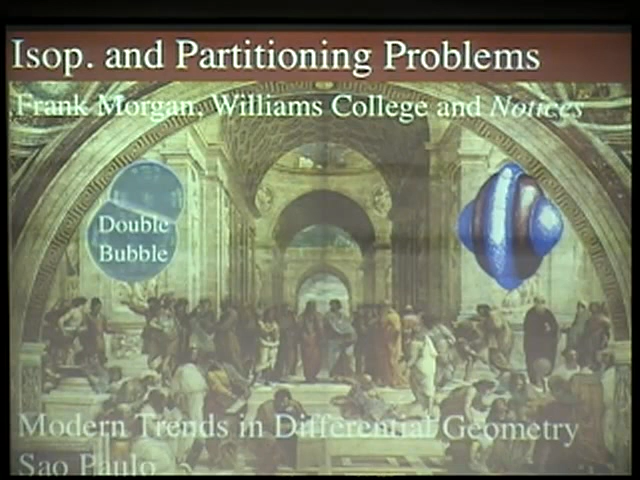 Isop. and Partitioning Problems
Frank Morgan, Williams College and Notices
Double
Bubble
Modern Trends in Differential Geometry
Sao Paulo